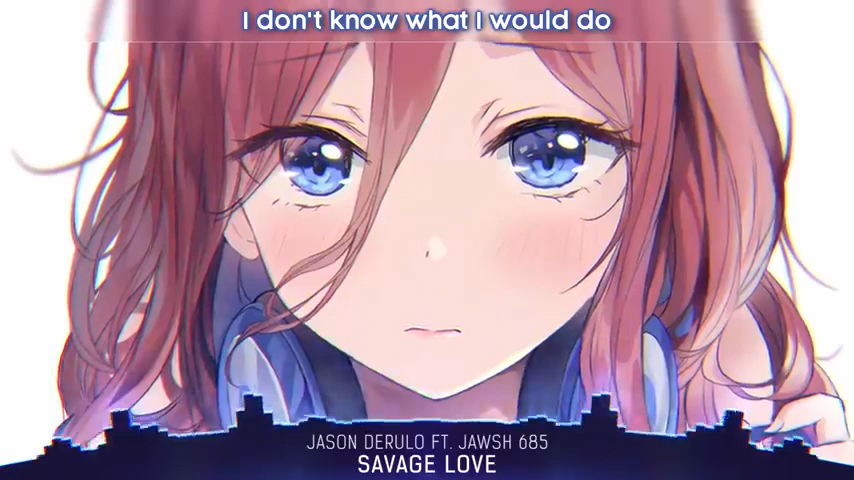 I don't know what I would do
JASON DERULO FT. JAWSH 685
SAVAGE LOVE